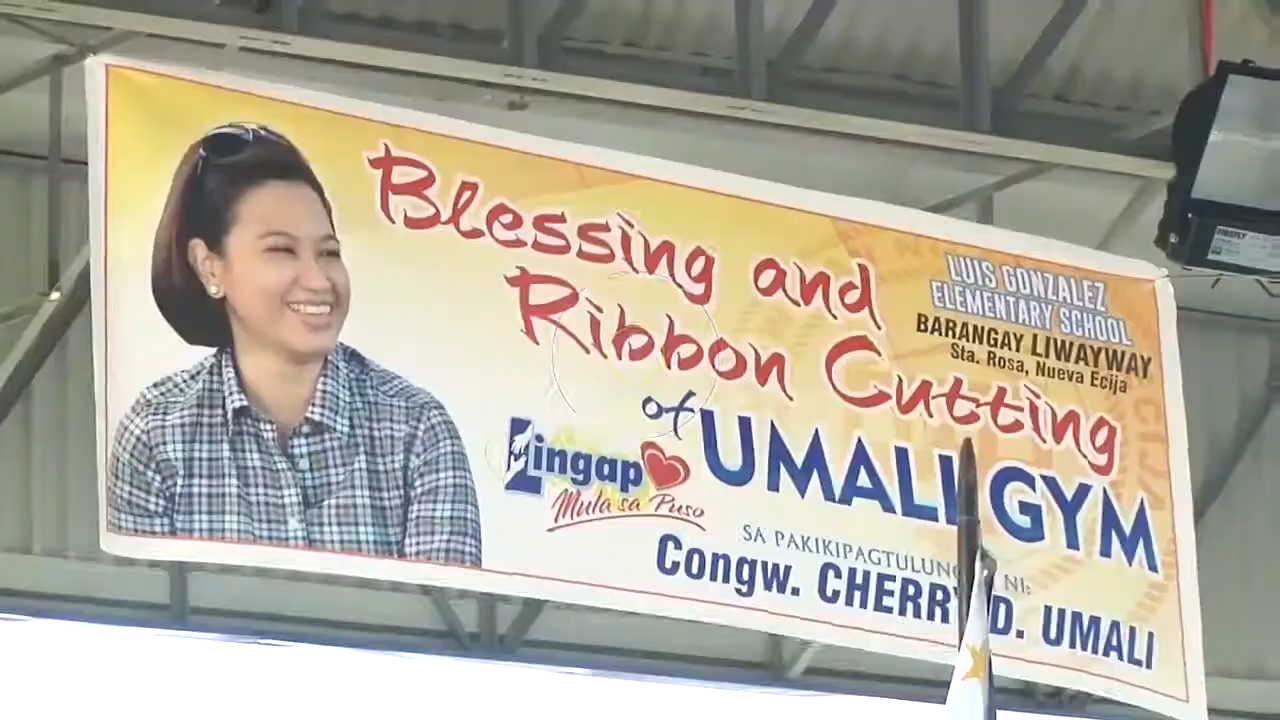 Blessing and
Ribbon Cutting
of UMALI GYM
LUIS GONZALEZ
ELEMENTARY SCHOOL
BARANGAY LIWAYWAY
Sta. Rosa, Nueva Ecija
Lingap
Mula sa Puso
SA PAKIKIPAGTULUNGAN NI:
Congw. CHERRY D. UMALI
FIREFLY